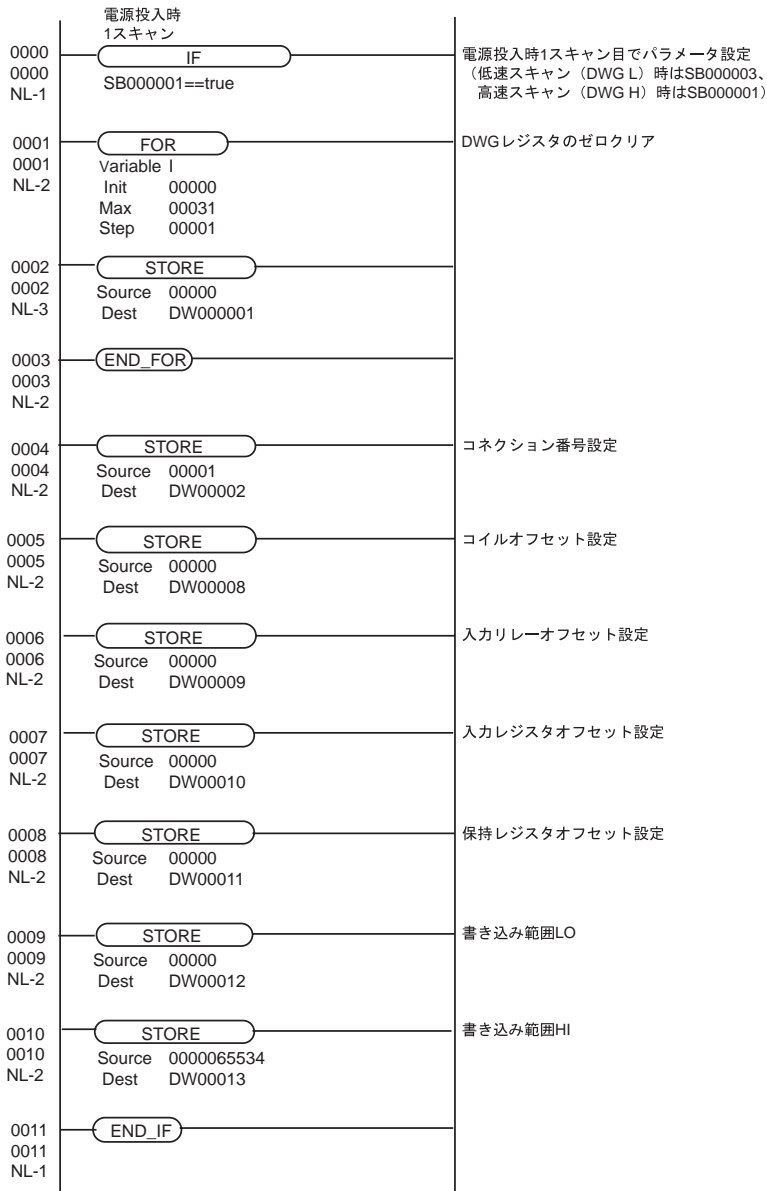 電源投入時
1スキャン
0000
0000
NL-1
IF
SB000001==true
電源投入時1スキャン目でパラメータ設定
（低速スキャン（DWG L）時はSB000003、
高速スキャン（DWG H）時はSB000001）
0001
0001
NL-2
FOR
Variable I
Init 00000
Max 00031
Step 00001
DWGレジスタのゼロクリア
0002
0002
NL-3
STORE
Source 00000
Dest DW000001
0003
0003
NL-2
END_FOR
0004
0004
NL-2
STORE
Source 00001
Dest DW00002
コネクション番号設定
0005
0005
NL-2
STORE
Source 00000
Dest DW00008
コイルオフセット設定
0006
0006
NL-2
STORE
Source 00000
Dest DW00009
入力リレーオフセット設定
0007
0007
NL-2
STORE
Source 00000
Dest DW00010
入力レジスタオフセット設定
0008
0008
NL-2
STORE
Source 00000
Dest DW00011
保持レジスタオフセット設定
0009
0009
NL-2
STORE
Source 00000
Dest DW00012
書き込み範囲LO
0010
0010
NL-2
STORE
Source 0000065534
Dest DW00013
書き込み範囲HI
0011
0011
NL-1
END_IF